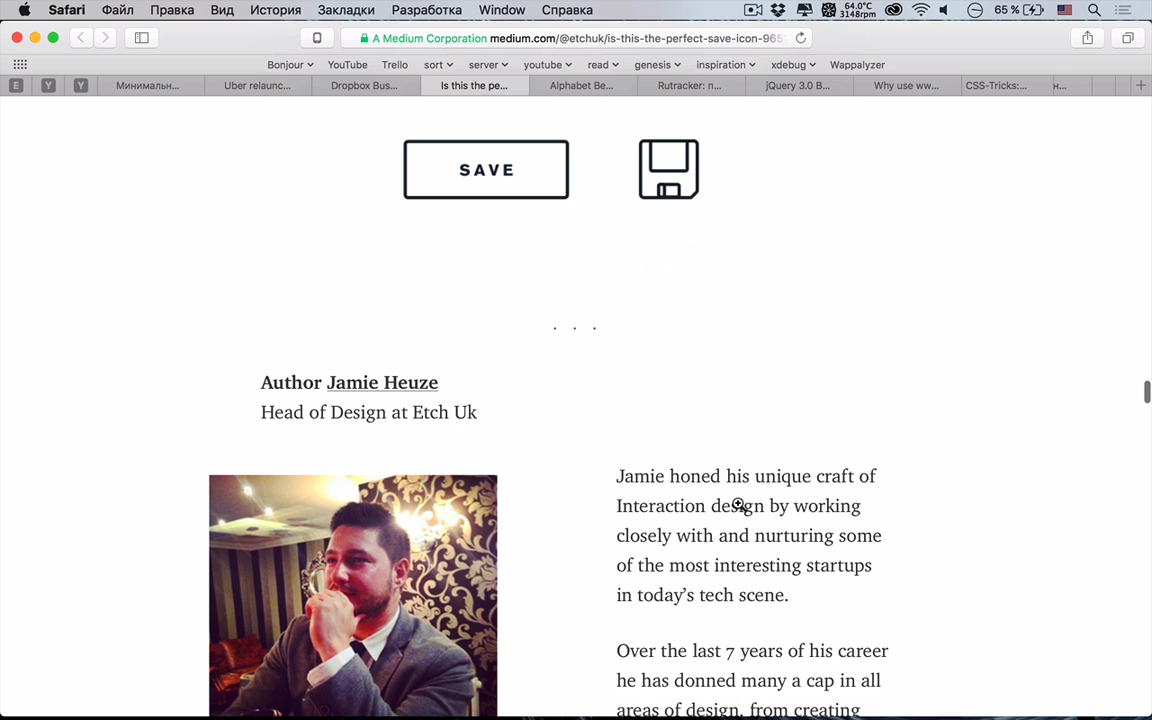 Safari Файл Правка Вид История Закладки Разработка Window Справка 64.0°C 3148rpm 65 %
A Medium Corporation medium.com/@etchuk/is-this-the-perfect-save-icon-965
Bonjour YouTube Trello sort server youtube read genesis inspiration xdebug Wappalyzer
E Y Y Минимальн... Uber relaunc... Dropbox Bus... Is this the pe... Alphabet Be... Rutracker: п... jQuery 3.0 B... Why use ww... CSS-Tricks:... н...
SAVE
. . .
Author Jamie Heuze
Head of Design at Etch Uk
Jamie honed his unique craft of
Interaction design by working
closely with and nurturing some
of the most interesting startups
in today’s tech scene.
Over the last 7 years of his career
he has donned many a cap in all
areas of design, from creating